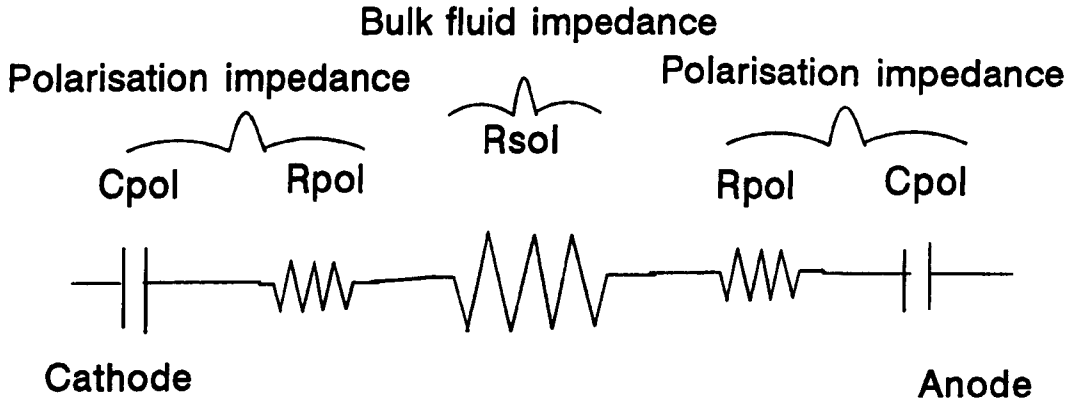 Bulk fluid impedance
Polarisation impedance
Polarisation impedance
Rsol
Cpol
Rpol
Rpol
Cpol
Cathode
Anode